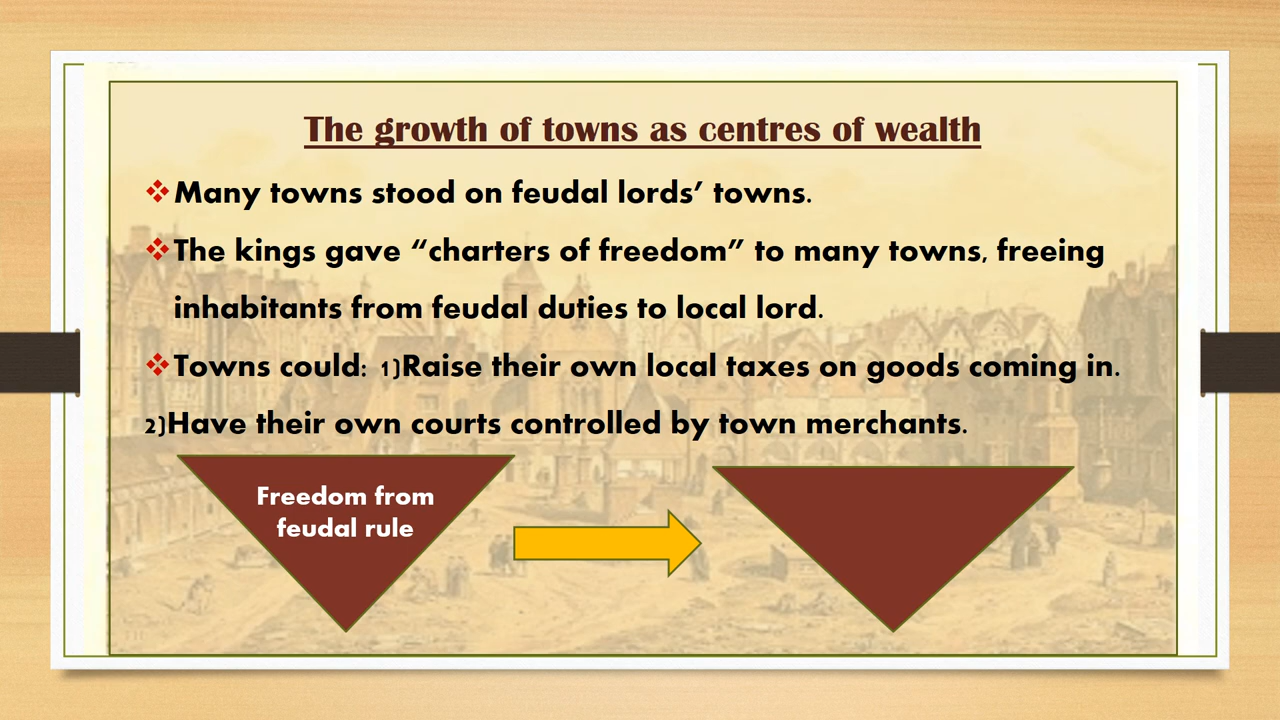 The growth of towns as centres of wealth
❖Many towns stood on feudal lords’ towns.
❖The kings gave “charters of freedom” to many towns, freeing
inhabitants from feudal duties to local lord.
❖Towns could: 1)Raise their own local taxes on goods coming in.
2)Have their own courts controlled by town merchants.
Freedom from
feudal rule